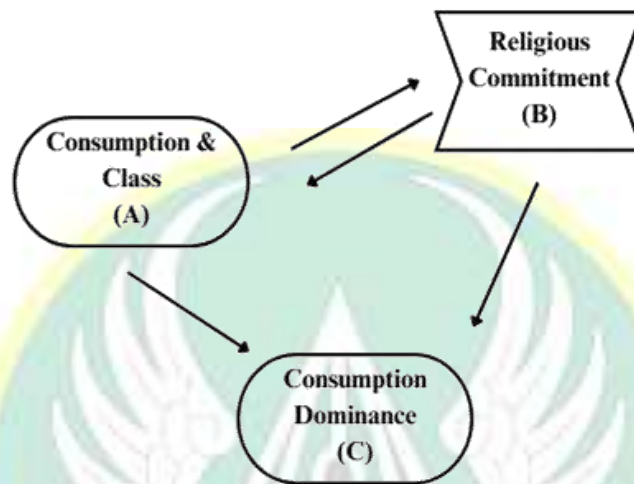 Religious
Commitment
(B)
Consumption &
Class
(A)
Consumption
Dominance
(C)